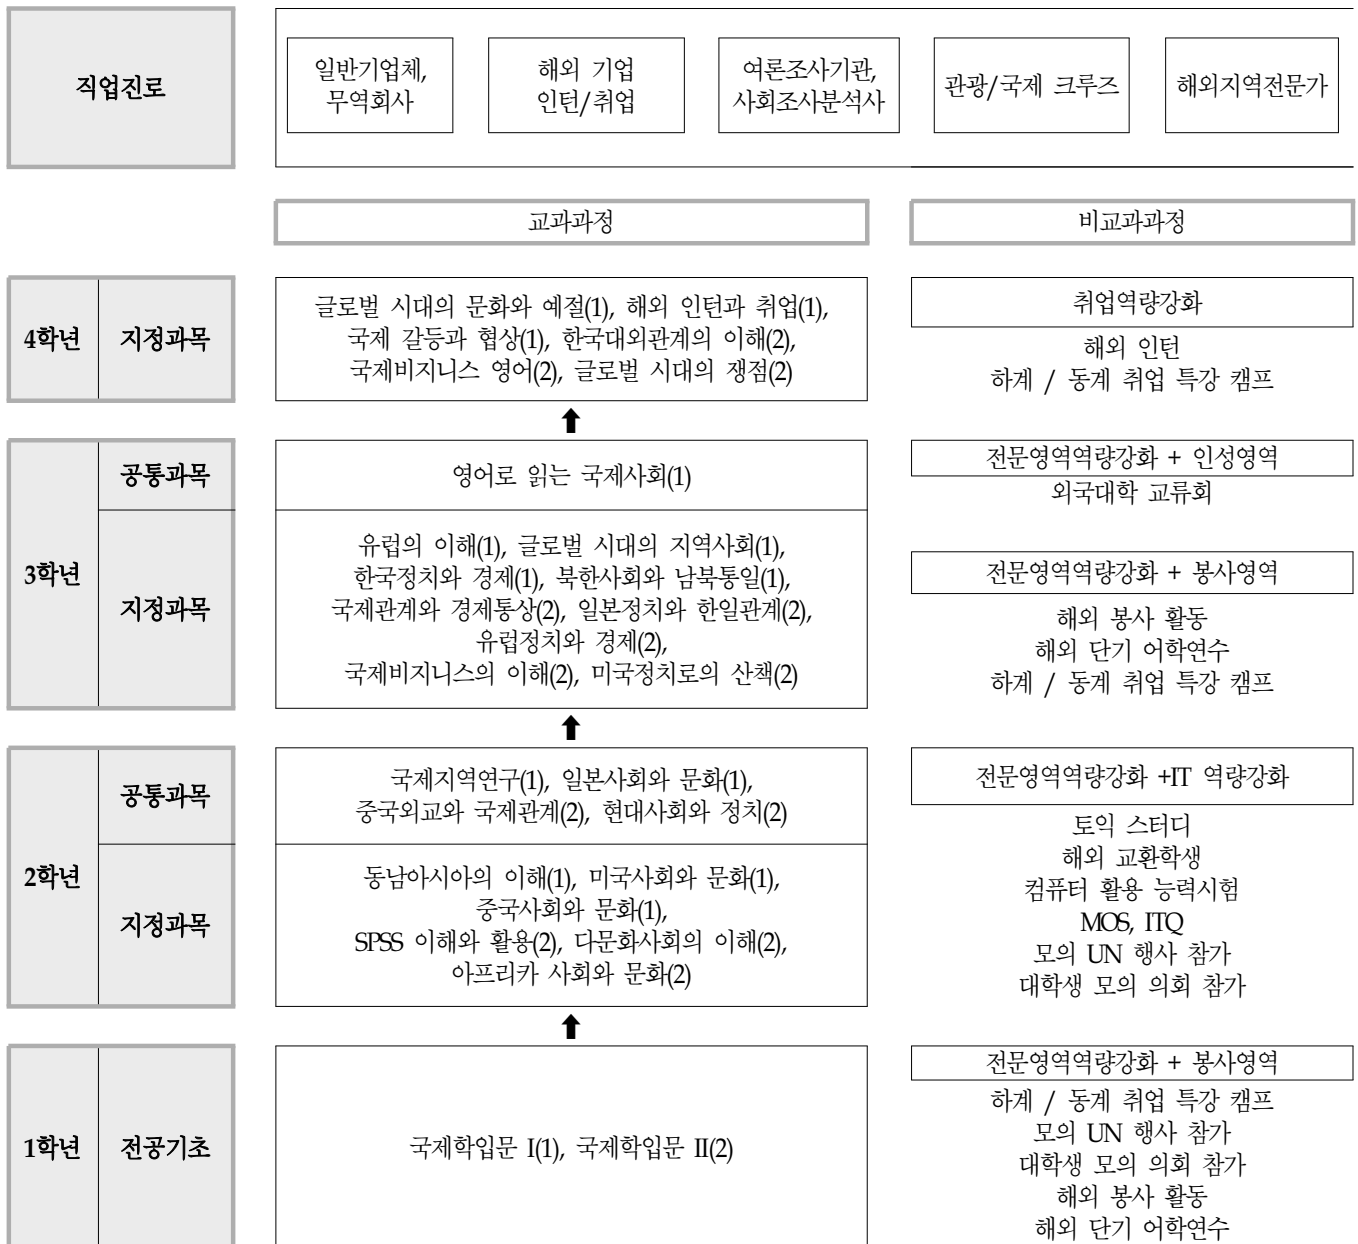 직업진로
일반기업체,
무역회사
해외 기업
인턴/취업
여론조사기관,
사회조사분석사
관광/국제 크루즈
해외지역전문가
교과과정
비교과과정
4학년
지정과목
글로벌 시대의 문화와 예절(1), 해외 인턴과 취업(1),
국제 갈등과 협상(1), 한국대외관계의 이해(2),
국제비지니스 영어(2), 글로벌 시대의 쟁점(2)
취업역량강화
해외 인턴
하계 / 동계 취업 특강 캠프
3학년
공통과목
영어로 읽는 국제사회(1)
전문영역역량강화 + 인성영역
외국대학 교류회
지정과목
유럽의 이해(1), 글로벌 시대의 지역사회(1),
한국정치와 경제(1), 북한사회와 남북통일(1),
국제관계와 경제통상(2), 일본정치와 한일관계(2),
유럽정치와 경제(2),
국제비지니스의 이해(2), 미국정치로의 산책(2)
전문영역역량강화 + 봉사영역
해외 봉사 활동
해외 단기 어학연수
하계 / 동계 취업 특강 캠프
2학년
공통과목
국제지역연구(1), 일본사회와 문화(1),
중국외교와 국제관계(2), 현대사회와 정치(2)
지정과목
동남아시아의 이해(1), 미국사회와 문화(1),
중국사회와 문화(1),
SPSS 이해와 활용(2), 다문화사회의 이해(2),
아프리카 사회와 문화(2)
전문영역역량강화 +IT 역량강화
토익 스터디
해외 교환학생
컴퓨터 활용 능력시험
MOS, ITQ
모의 UN 행사 참가
대학생 모의 의회 참가
1학년
전공기초
국제학입문 I(1), 국제학입문 II(2)
전문영역역량강화 + 봉사영역
하계 / 동계 취업 특강 캠프
모의 UN 행사 참가
대학생 모의 의회 참가
해외 봉사 활동
해외 단기 어학연수